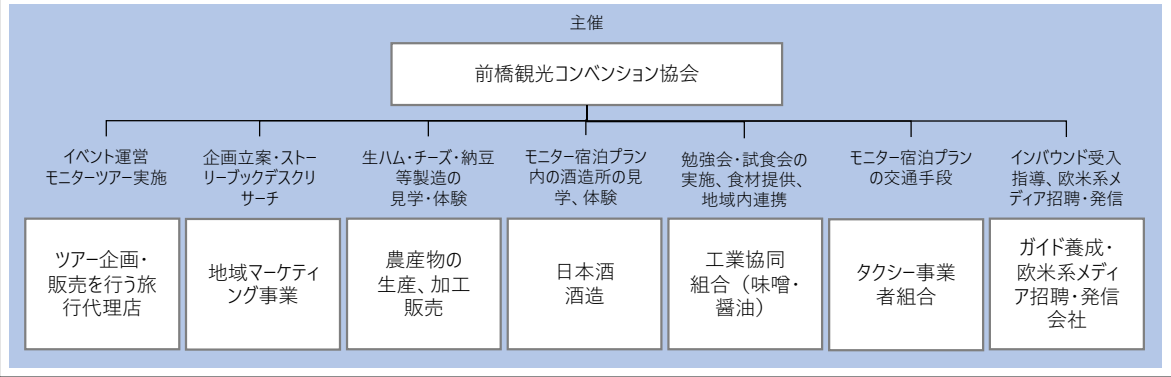 主催
前橋観光コンベンション協会
イベント運営
モニターツアー実施
企画立案・ストー
リーブックデスクリ
サーチ
生ハム・チーズ・納豆
等製造の
見学・体験
モニター宿泊プラン
内の酒造所の見
学、体験
勉強会・試食会の
実施、食材提供、
地域内連携
モニター宿泊プラン
の交通手段
インバウンド受入
指導、欧米系メ
ディア招聘・発信
ツアー企画・
販売を行う旅
行代理店
地域マーケティ
ング事業
農産物の
生産、加工
販売
日本酒
酒造
工業協同
組合（味噌・
醤油）
タクシー事業
者組合
ガイド養成・
欧米系メディ
ア招聘・発信
会社